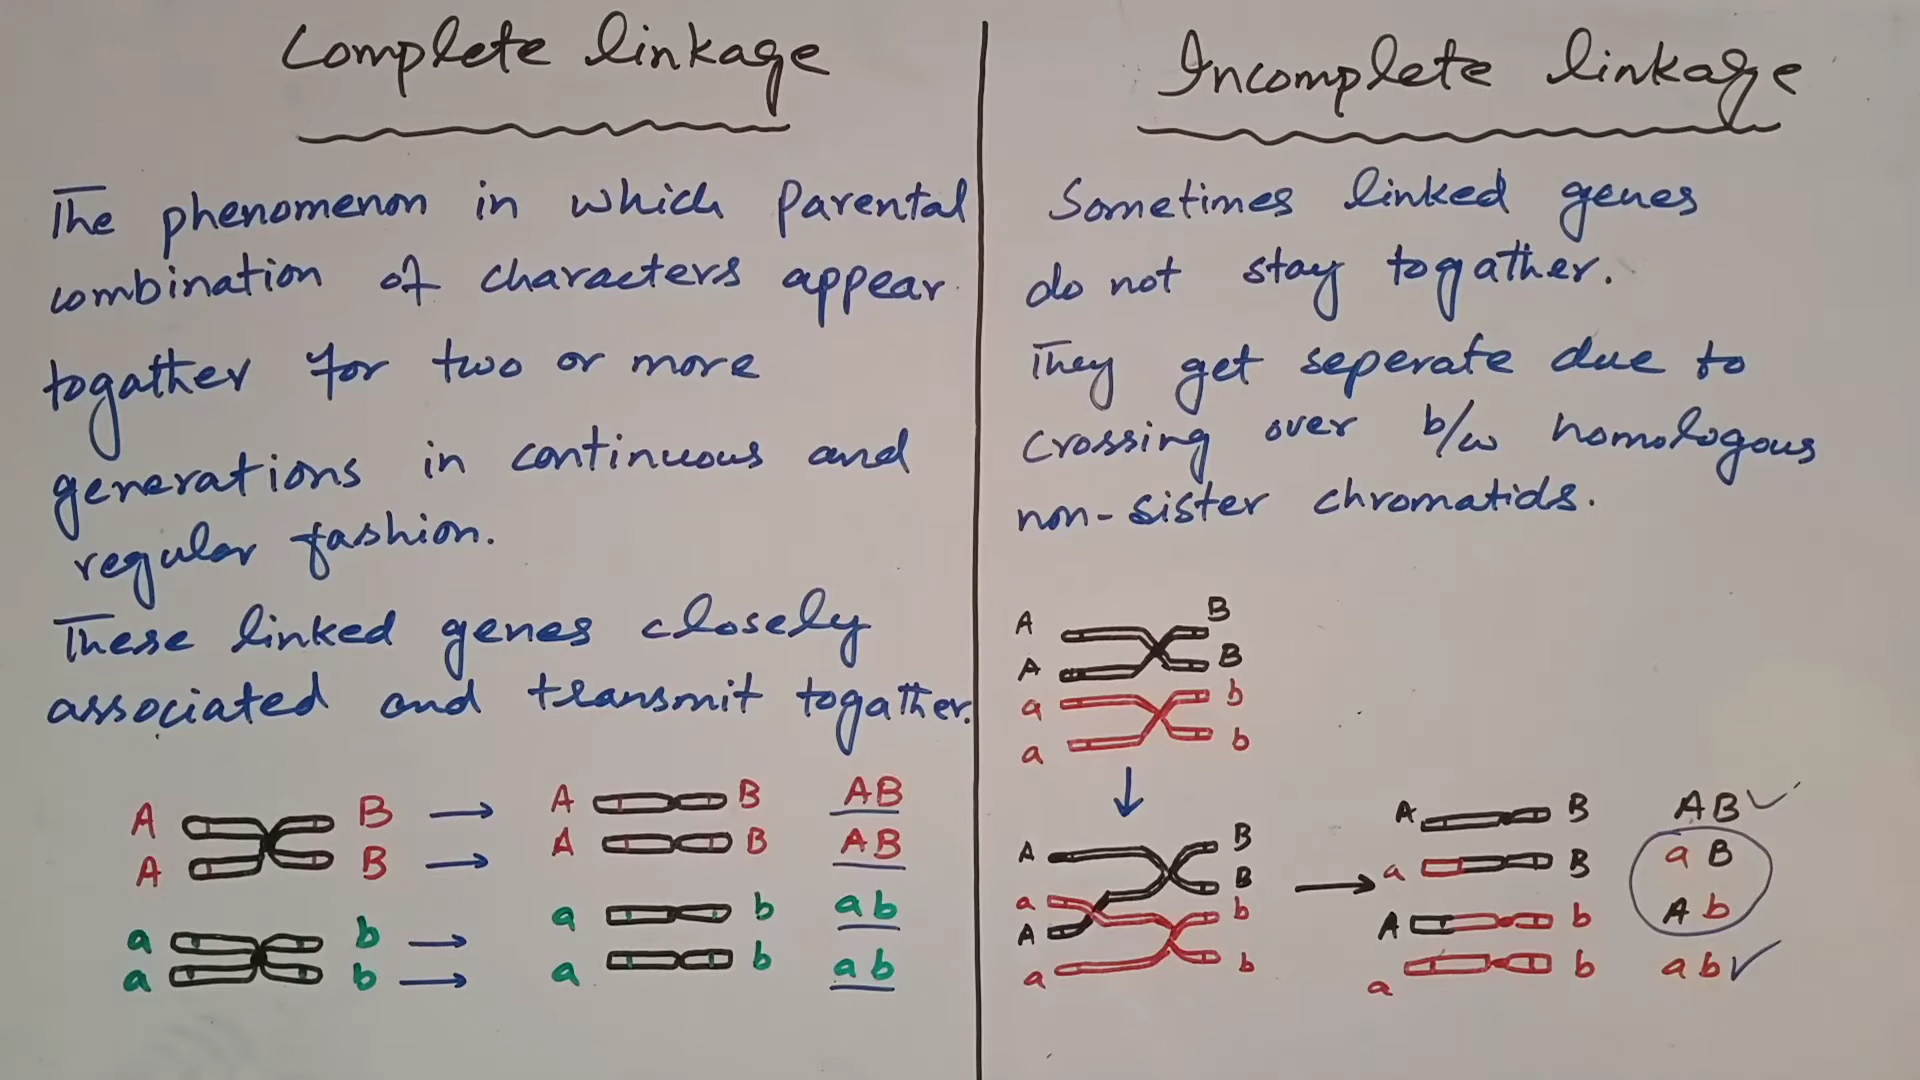 Complete linkage
The phenomenon in which Parental
combination of characters appear
togather for two or more
generations in continuous and
regular fashion.
These linked genes closely
associated and transmit togather.
A B → A B AB
A B → A B AB
a b → a b ab
a b → a b ab
Incomplete linkage
Sometimes linked genes
do not stay togather.
They get seperate due to
crossing over b/w homologous
non-sister chromatids.
A B
A B
a b
a b
↓
A B
a B
A b
a b
→
A B AB ✓
a B aB
A b Ab
a b ab ✓